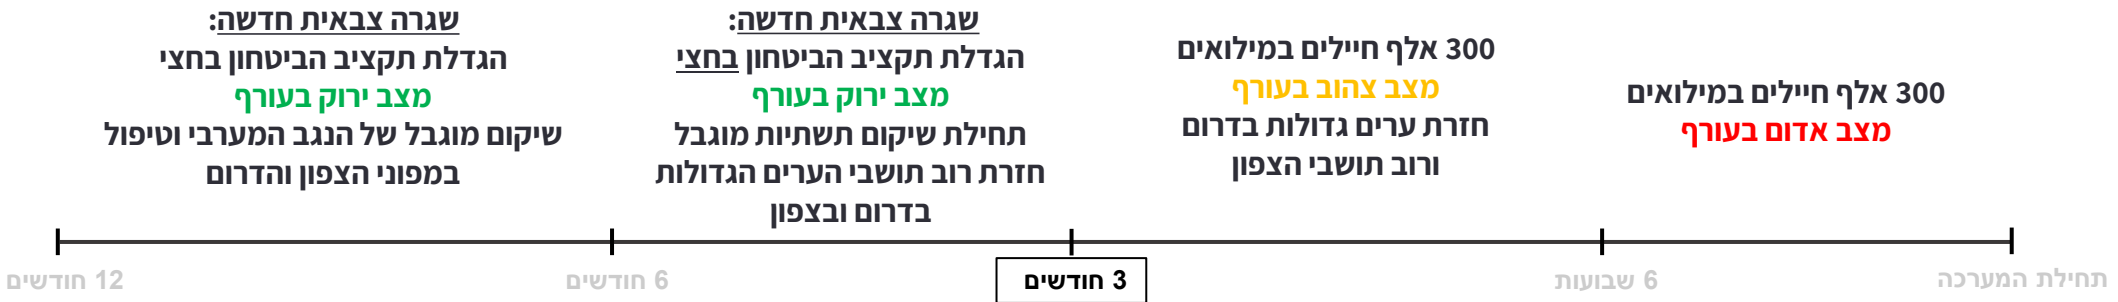 300 אלף חיילים במילואים
מצב אדום בעורף
300 אלף חיילים במילואים
מצב צהוב בעורף
חזרת ערים גדולות בדרום
ורוב תושבי הצפון
שגרה צבאית חדשה:
הגדלת תקציב הביטחון בחצי
מצב ירוק בעורף
תחילת שיקום תשתיות מוגבל
חזרת רוב תושבי הערים הגדולות
בדרום ובצפון
שגרה צבאית חדשה:
הגדלת תקציב הביטחון בחצי
מצב ירוק בעורף
שיקום מוגבל של הנגב המערבי וטיפול
במפוני הצפון והדרום
תחילת המערכה
6 שבועות
3 חודשים
6 חודשים
12 חודשים